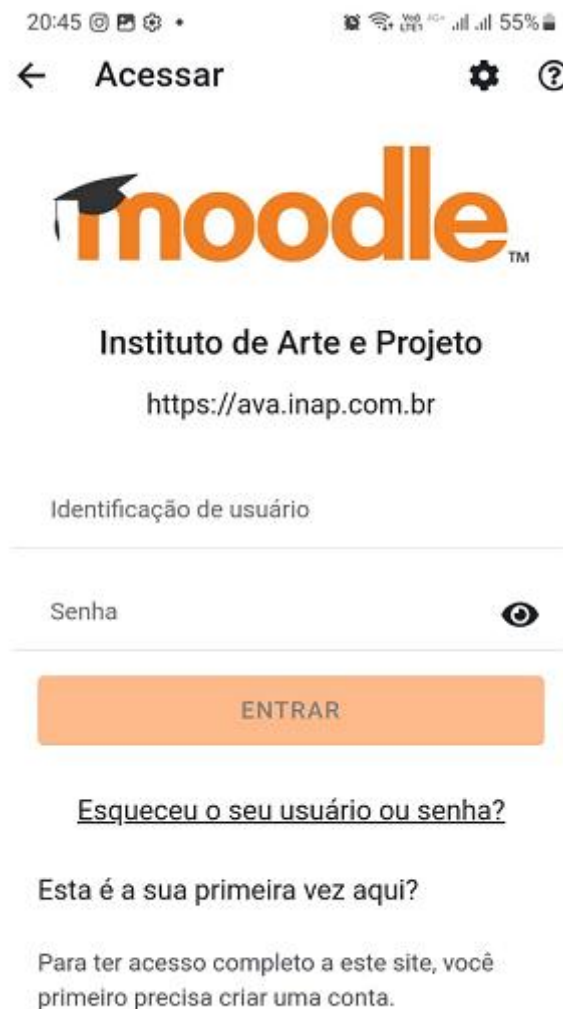 20:45
55%
Acessar
moodle
TM
Instituto de Arte e Projeto
https://ava.inap.com.br
Identificação de usuário
Senha
ENTRAR
Esqueceu o seu usuário ou senha?
Esta é a sua primeira vez aqui?
Para ter acesso completo a este site, você
primeiro precisa criar uma conta.